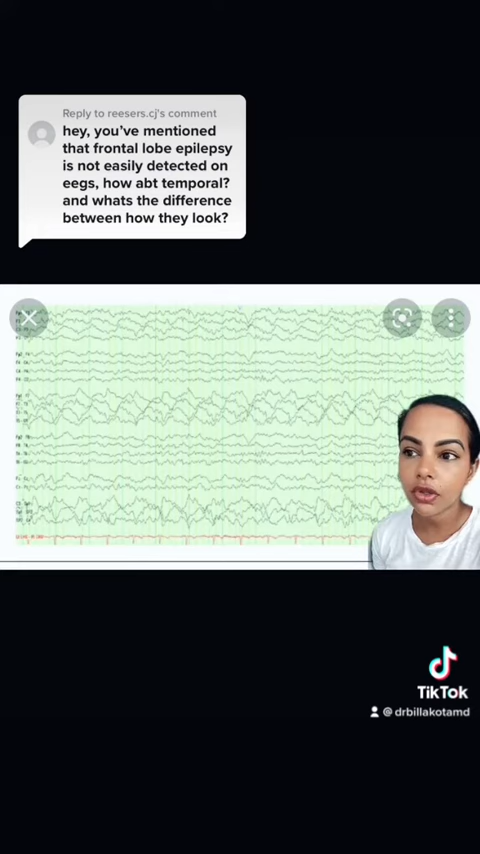 Reply to reesers.cj's comment
hey, you've mentioned
that frontal lobe epilepsy
is not easily detected on
eegs, how abt temporal?
and whats the difference
between how they look?
TikTok
@ drbillakotamd